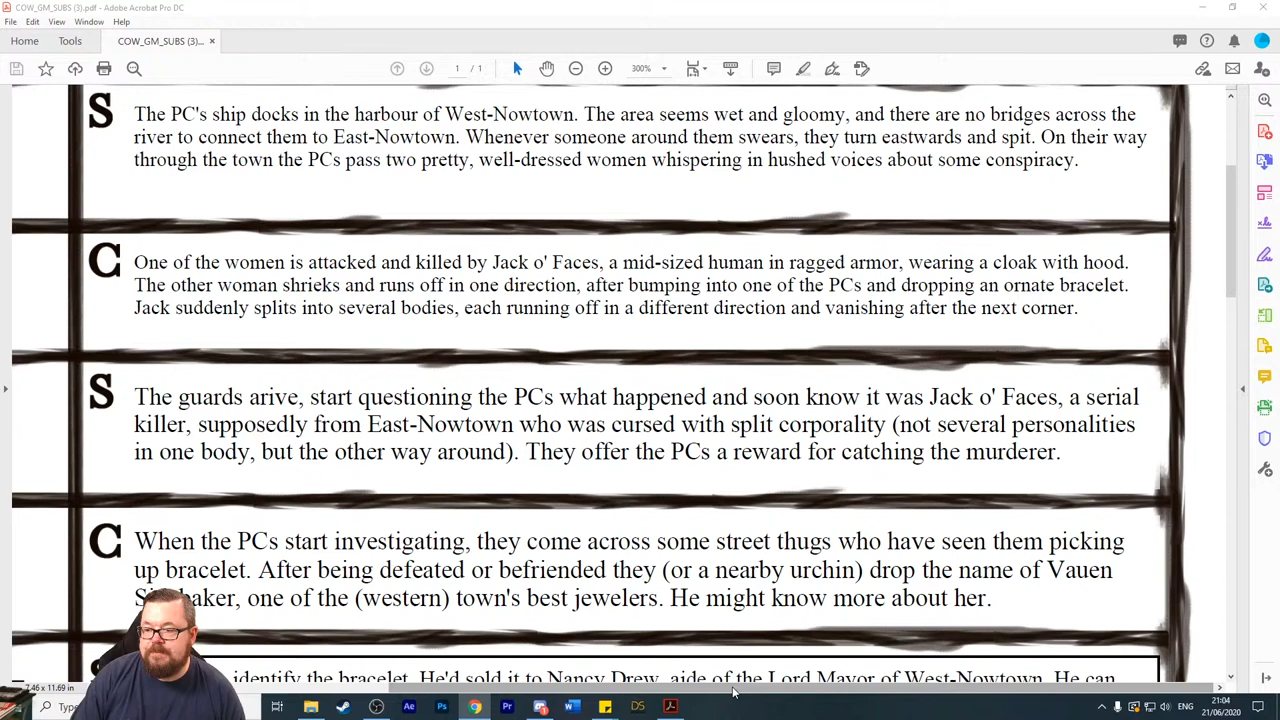 COW_GM_SUBS (3).pdf - Adobe Acrobat Pro DC
File Edit View Window Help
Home Tools COW_GM_SUBS (3)... ×
1 / 1 300%
S The PC's ship docks in the harbour of West-Nowtown. The area seems wet and gloomy, and there are no bridges across the
river to connect them to East-Nowtown. Whenever someone around them swears, they turn eastwards and spit. On their way
through the town the PCs pass two pretty, well-dressed women whispering in hushed voices about some conspiracy.
C One of the women is attacked and killed by Jack o' Faces, a mid-sized human in ragged armor, wearing a cloak with hood.
The other woman shrieks and runs off in one direction, after bumping into one of the PCs and dropping an ornate bracelet.
Jack suddenly splits into several bodies, each running off in a different direction and vanishing after the next corner.
S The guards arive, start questioning the PCs what happened and soon know it was Jack o' Faces, a serial
killer, supposedly from East-Nowtown who was cursed with split corporality (not several personalities
in one body, but the other way around). They offer the PCs a reward for catching the murderer.
C When the PCs start investigating, they come across some street thugs who have seen them picking
up bracelet. After being defeated or befriended they (or a nearby urchin) drop the name of Vauen
one of the (western) town's best jewelers. He might know more about her.
identify the bracelet. He'd sold it to Nancy Drew, aide of the Lord Mayor of West-Nowtown. He can
7.46 x 11.69 in
Typ
21:04
21/06/2020